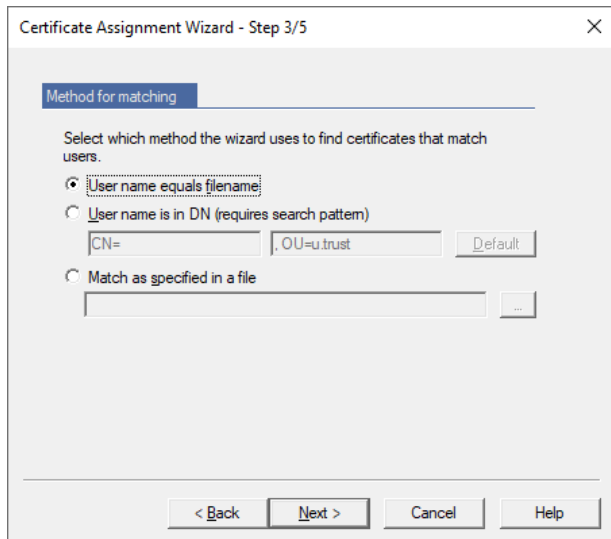 Certificate Assignment Wizard - Step 3/5
Method for matching
Select which method the wizard uses to find certificates that match
users.
User name equals filename
User name is in DN (requires search pattern)
CN= , OU=u.trust Default
Match as specified in a file
...
< Back Next > Cancel Help